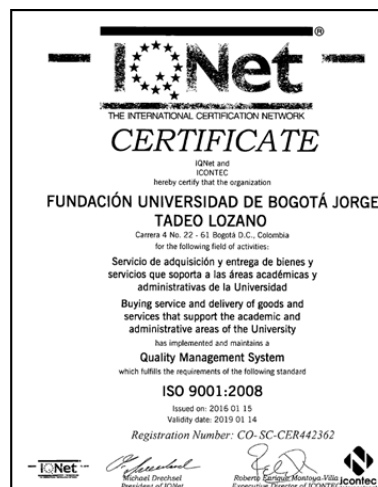 IQNet®
THE INTERNATIONAL CERTIFICATION NETWORK
CERTIFICATE
IQNet and
ICONTEC
hereby certify that the organization
FUNDACIÓN UNIVERSIDAD DE BOGOTÁ JORGE
TADEO LOZANO
Carrera 4 No. 22 - 61 Bogotá D.C., Colombia
for the following field of activities:
Servicio de adquisición y entrega de bienes y
servicios que soporta a las áreas académicas y
administrativas de la Universidad
Buying service and delivery of goods and
services that support the academic and
administrative areas of the University
has implemented and maintains a
Quality Management System
which fulfills the requirements of the following standard
ISO 9001:2008
Issued on: 2016 01 15
Validity date: 2019 01 14
Registration Number: CO- SC-CER442362
IQNet
Michael Drechsel
President of IQNet
Roberto Enrique Montoya Villa
Executive Director of ICONTEC
icontec